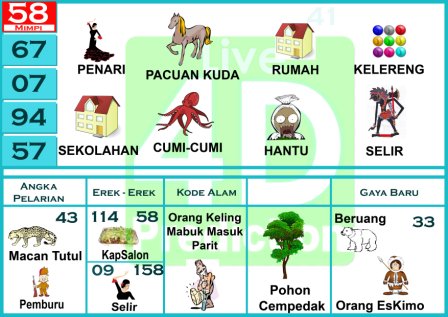 58
MIMPI
67
07
94
57
41
PENARI
PACUAN KUDA
RUMAH
KELERENG
SEKOLAHAN
CUMI-CUMI
HANTU
SELIR
Live
4D
Prediction
ANGKA PELARIAN
EREK - EREK
KODE ALAM
GAYA BARU
43
Macan Tutul
Pemburu
114 58
KapSalon
09 158
Selir
Orang Keling
Mabuk Masuk
Parit
Pohon
Cempedak
Beruang
33
Orang EsKimo